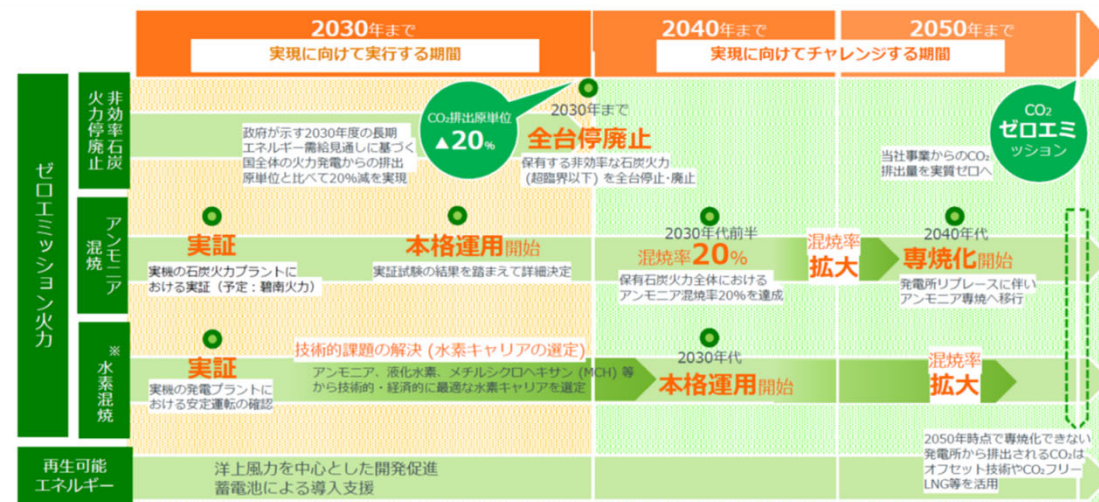 2030年まで
実現に向けて実行する期間
2040年まで
2050年まで
実現に向けてチャレンジする期間
ゼロエミッション火力
非効率石炭
火力停廃止
政府が示す2030年度の長期
エネルギー需給見通しに基づく
国全体の火力発電からの排出
原単位と比べて20%減を実現
CO₂排出原単位
▲20%
2030年まで
全台停廃止
保有する非効率な石炭火力
(超臨界以下) を全台停止・廃止
当社事業からのCO₂
排出量を実質ゼロへ
CO₂
ゼロエミ
ッション
アンモニア
混焼
実証
実機の石炭火力プラントに
おける実証（予定：碧南火力）
本格運用開始
実証試験の結果を踏まえて詳細決定
2030年代前半
混焼率20%
保有石炭火力全体における
アンモニア混焼率20%を達成
混焼率
拡大
2040年代
専焼化開始
発電所リプレースに伴い
アンモニア専焼へ移行
※
水素混焼
実証
実機の発電プラントに
おける安定運転の確認
技術的課題の解決 (水素キャリアの選定)
アンモニア、液化水素、メチルシクロヘキサン (MCH) 等
から技術的・経済的に最適な水素キャリアを選定
2030年代
本格運用開始
混焼率
拡大
2050年時点で専焼化できない
発電所から排出されるCO₂は
オフセット技術やCO₂フリー
LNG等を活用
再生可能
エネルギー
洋上風力を中心とした開発促進
蓄電池による導入支援